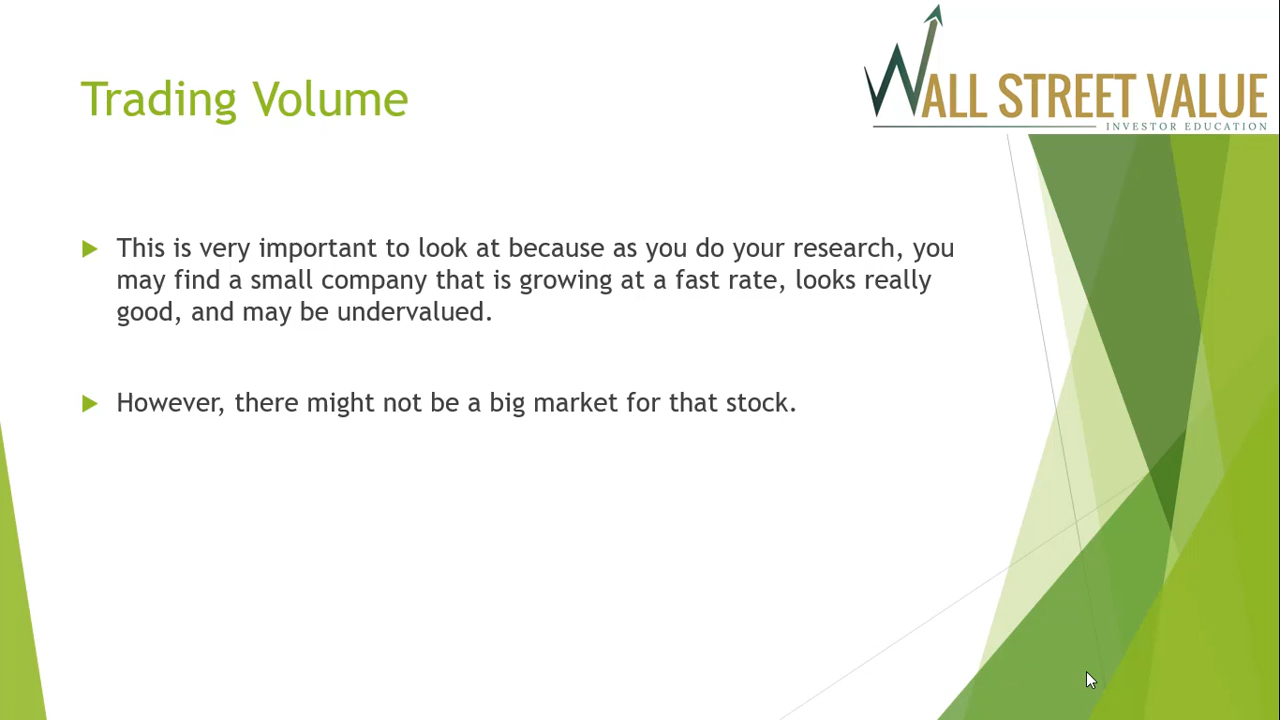 Trading Volume
WALL STREET VALUE
INVESTOR EDUCATION
This is very important to look at because as you do your research, you
may find a small company that is growing at a fast rate, looks really
good, and may be undervalued.
However, there might not be a big market for that stock.